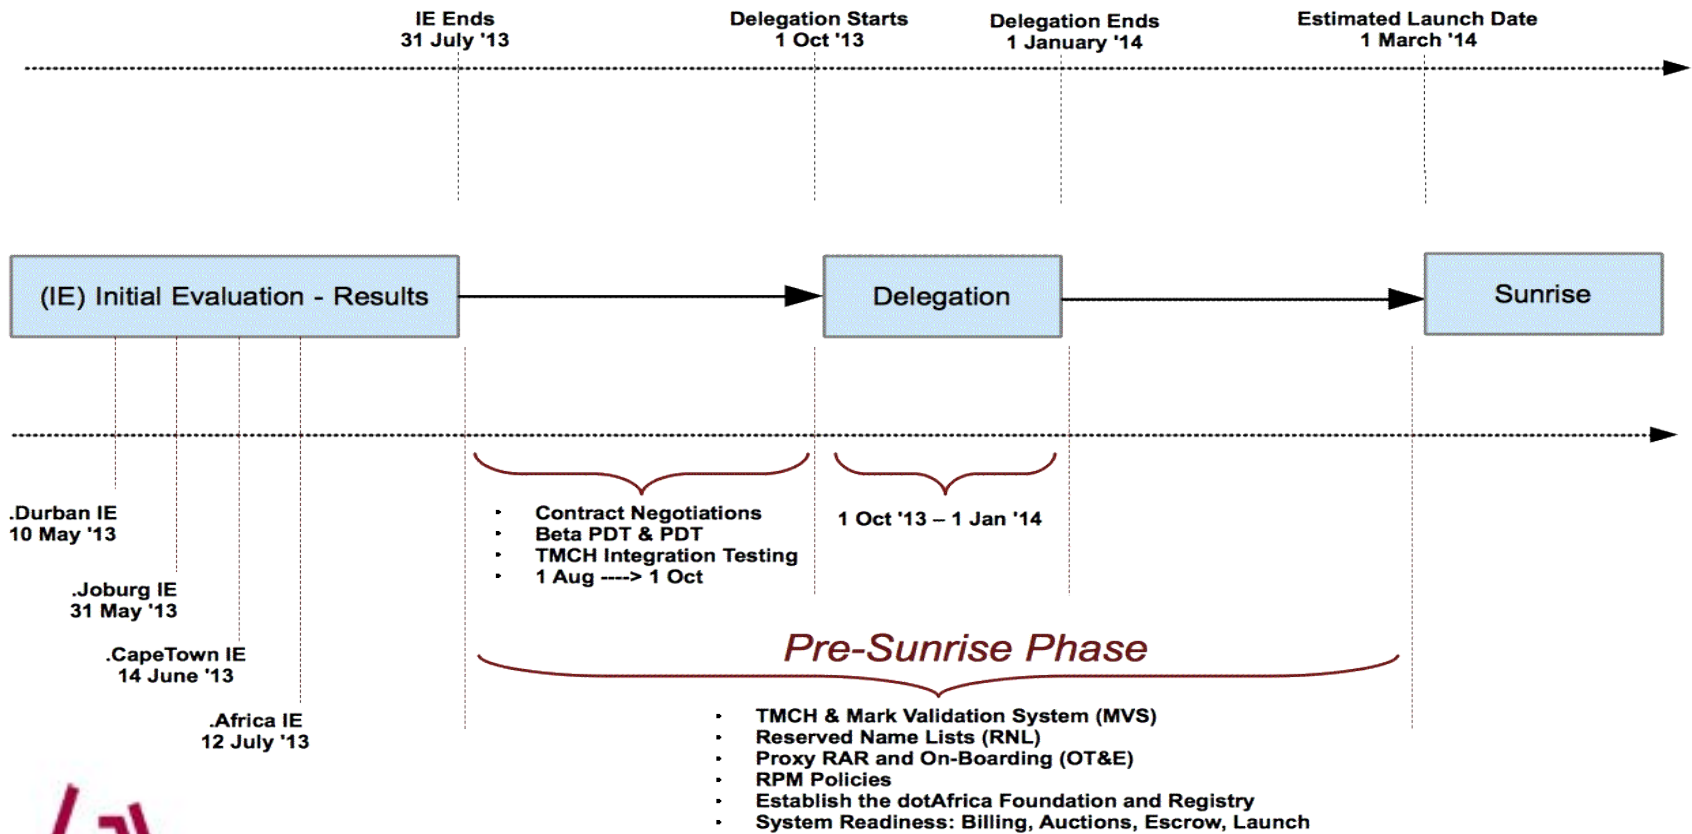 IE Ends
31 July '13
Delegation Starts
1 Oct '13
Delegation Ends
1 January '14
Estimated Launch Date
1 March '14
(IE) Initial Evaluation - Results
Delegation
Sunrise
.Durban IE
10 May '13
.Joburg IE
31 May '13
.CapeTown IE
14 June '13
.Africa IE
12 July '13
• Contract Negotiations
• Beta PDT & PDT
• TMCH Integration Testing
• 1 Aug ----> 1 Oct
1 Oct '13 – 1 Jan '14
Pre-Sunrise Phase
• TMCH & Mark Validation System (MVS)
• Reserved Name Lists (RNL)
• Proxy RAR and On-Boarding (OT&E)
• RPM Policies
• Establish the dotAfrica Foundation and Registry
• System Readiness: Billing, Auctions, Escrow, Launch